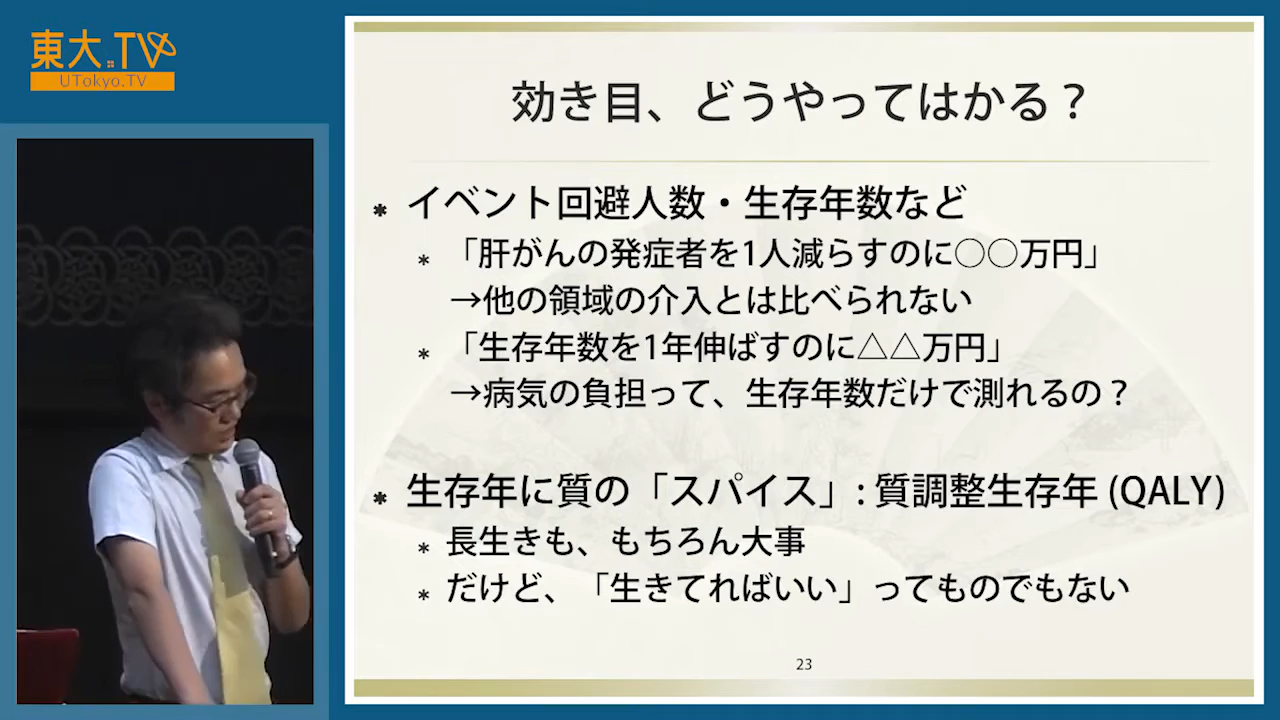 東大.TV
UTokyo.TV
効き目、どうやってはかる？
* イベント回避人数・生存年数など
* 「肝がんの発症者を1人減らすのに○○万円」
→他の領域の介入とは比べられない
* 「生存年数を1年伸ばすのに△△万円」
→病気の負担って、生存年数だけで測れるの？
* 生存年に質の「スパイス」: 質調整生存年 (QALY)
* 長生きも、もちろん大事
* だけど、「生きてればいい」ってものでもない
23